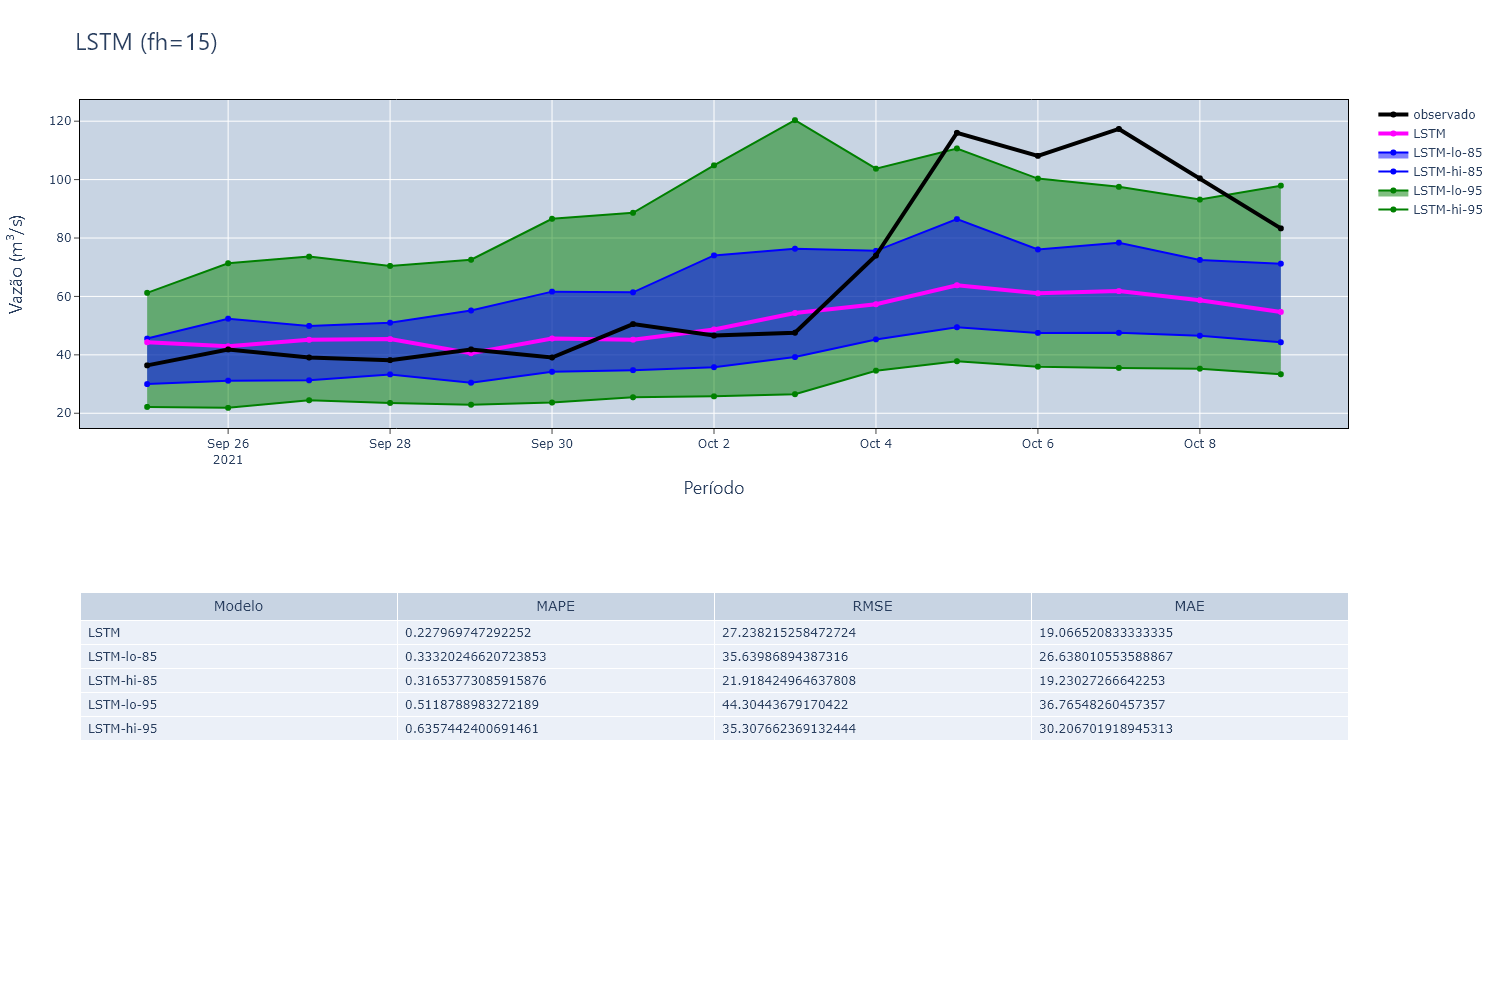 LSTM (fh=15)
120
100
80
60
40
20
Vazão (m³/s)
Sep 26
2021
Sep 28
Sep 30
Oct 2
Oct 4
Oct 6
Oct 8
Período
observado
LSTM
LSTM-lo-85
LSTM-hi-85
LSTM-lo-95
LSTM-hi-95
Modelo MAPE RMSE MAE
LSTM 0.227969747292252 27.238215258472724 19.066520833333335
LSTM-lo-85 0.33320246620723853 35.63986894387316 26.638010553588867
LSTM-hi-85 0.31653773085915876 21.918424964637808 19.23027266642253
LSTM-lo-95 0.5118788983272189 44.30443679170422 36.76548260457357
LSTM-hi-95 0.6357442400691461 35.307662369132444 30.206701918945313